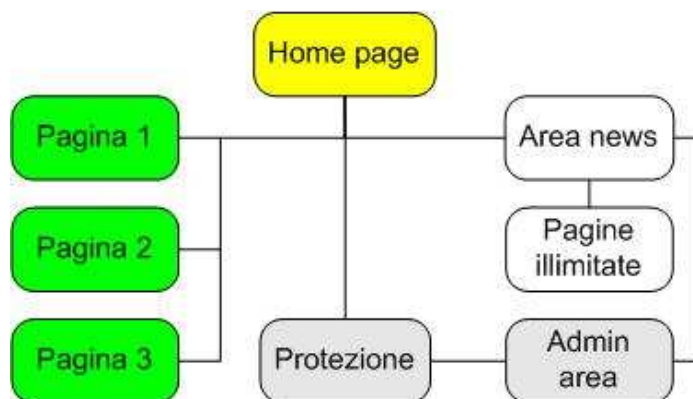 Home page
Pagina 1
Area news
Pagina 2
Pagine
illimitate
Pagina 3
Protezione
Admin
area